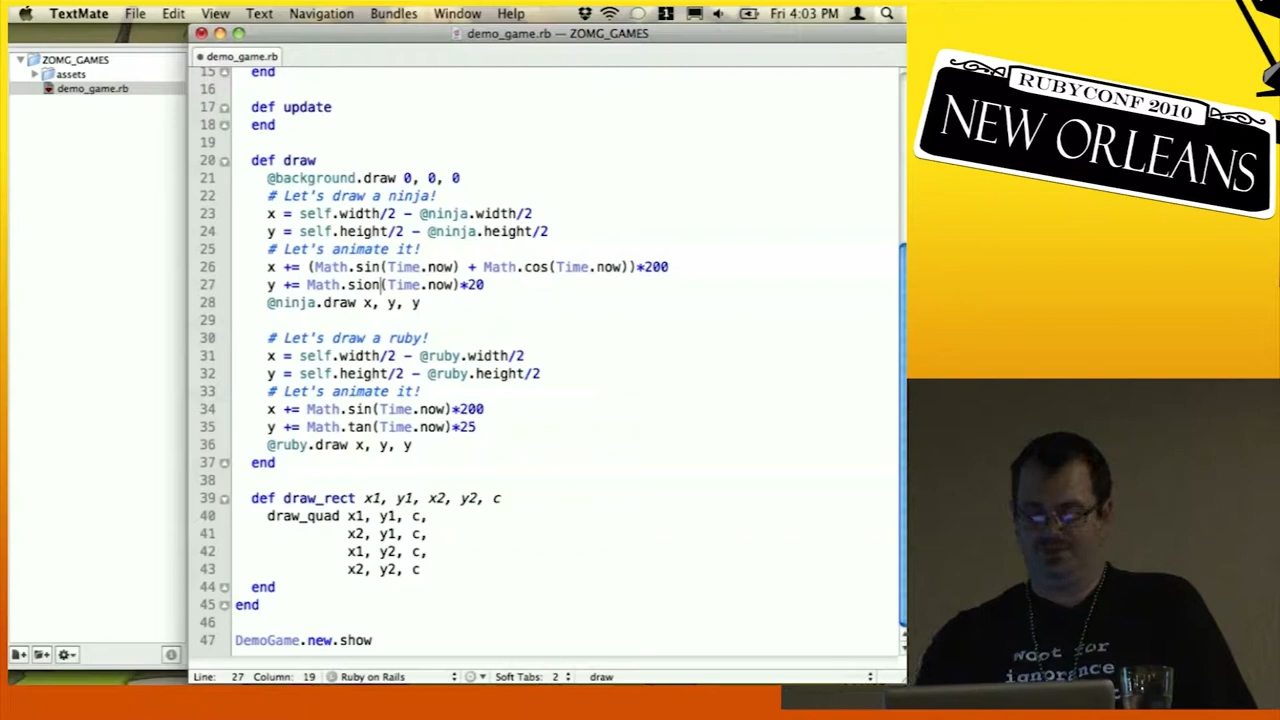 TextMate File Edit View Text Navigation Bundles Window Help Fri 4:03 PM
demo_game.rb — ZOMG_GAMES
ZOMG_GAMES
assets
demo_game.rb
demo_game.rb
15 end
16
17 def update
18 end
19
20 def draw
21 @background.draw 0, 0, 0
22 # Let's draw a ninja!
23 x = self.width/2 - @ninja.width/2
24 y = self.height/2 - @ninja.height/2
25 # Let's animate it!
26 x += (Math.sin(Time.now) + Math.cos(Time.now))*200
27 y += Math.sion(Time.now)*20
28 @ninja.draw x, y, y
29
30 # Let's draw a ruby!
31 x = self.width/2 - @ruby.width/2
32 y = self.height/2 - @ruby.height/2
33 # Let's animate it!
34 x += Math.sin(Time.now)*200
35 y += Math.tan(Time.now)*25
36 @ruby.draw x, y, y
37 end
38
39 def draw_rect x1, y1, x2, y2, c
40 draw_quad x1, y1, c,
41 x2, y1, c,
42 x1, y2, c,
43 x2, y2, c
44 end
45 end
46
47 DemoGame.new.show
Line: 27 Column: 19 Ruby on Rails Soft Tabs: 2 draw
RUBYCONF 2010
NEW ORLEANS
woot for
ignorance